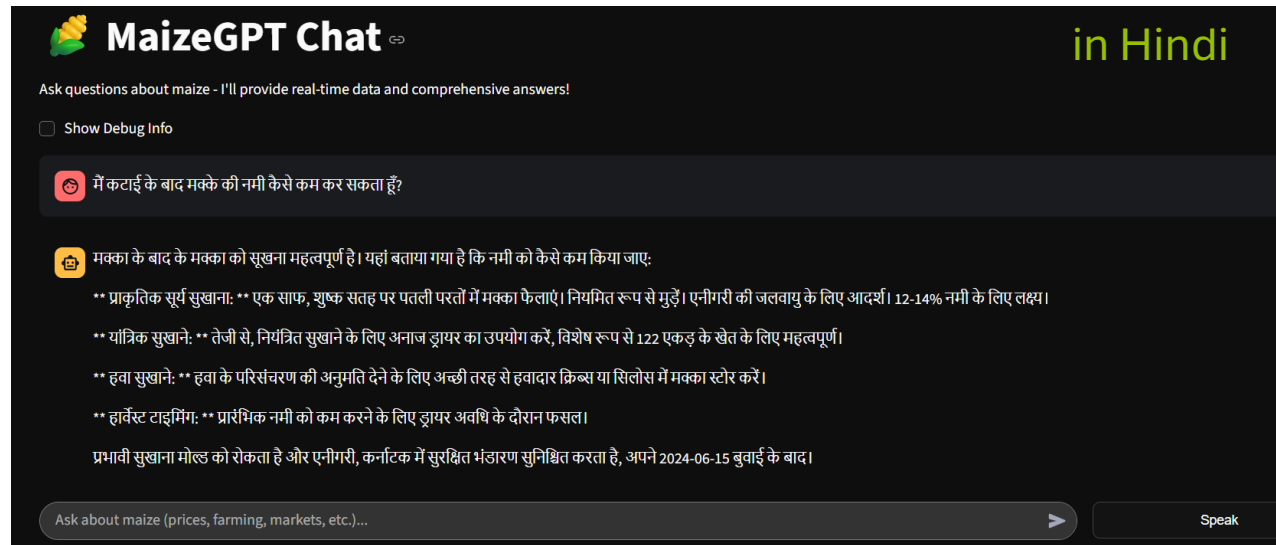 MaizeGPT Chat
in Hindi
Ask questions about maize - I'll provide real-time data and comprehensive answers!
Show Debug Info
मैं कटाई के बाद मक्के की नमी कैसे कम कर सकता हूँ?
मक्का के बाद के मक्का को सूखना महत्वपूर्ण है। यहां बताया गया है कि नमी को कैसे कम किया जाए:
** प्राकृतिक सूर्य सुखाना: ** एक साफ, शुष्क सतह पर पतली परतों में मक्का फैलाएं। नियमित रूप से मुड़ें। एनीगरी की जलवायु के लिए आदर्श। 12-14% नमी के लिए लक्ष्य।
** यांत्रिक सुखाने: ** तेजी से, नियंत्रित सुखाने के लिए अनाज ड्रायर का उपयोग करें, विशेष रूप से 122 एकड़ के खेत के लिए महत्वपूर्ण।
** हवा सुखाने: ** हवा के परिसंचरण की अनुमति देने के लिए अच्छी तरह से हवादार क्रिब्स या सिलोस में मक्का स्टोर करें।
** हार्वेस्ट टाइमिंग: ** प्रारंभिक नमी को कम करने के लिए ड्रायर अवधि के दौरान फसल।
प्रभावी सुखाना मोल्ड को रोकता है और एनीगरी, कर्नाटक में सुरक्षित भंडारण सुनिश्चित करता है, अपने 2024-06-15 बुवाई के बाद।
Ask about maize (prices, farming, markets, etc.)...
Speak